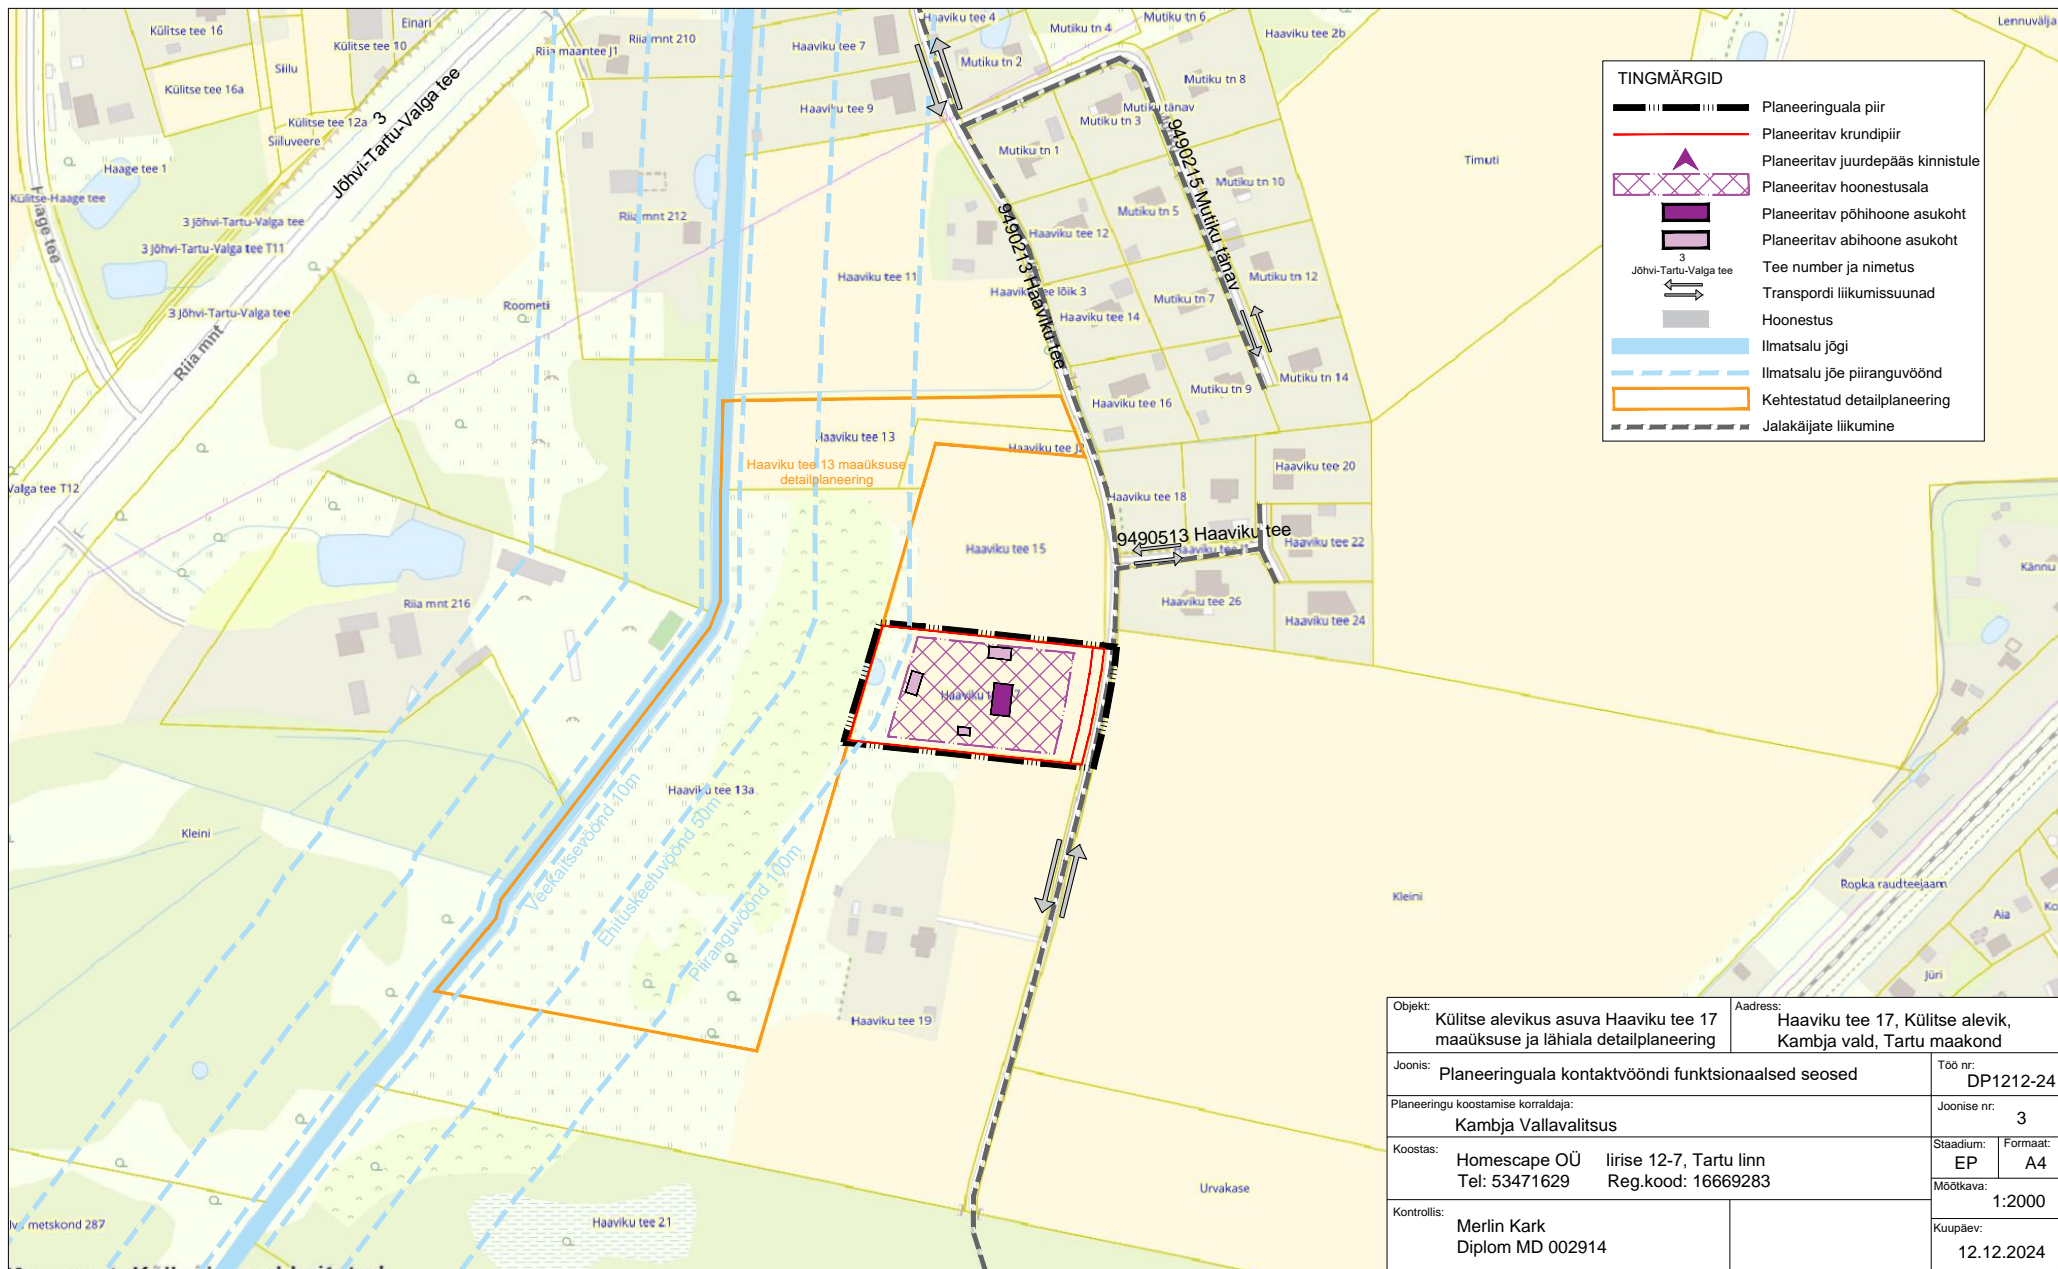 Külitse tee 16
Einari
Külitse tee 10
Siilu
Külitse tee 16a
Külitse tee 12a
Siiluveere
Haage tee 1
Külitse-Haage tee
Haage tee
3
Jõhvi-Tartu-Valga tee
3 Jõhvi-Tartu-Valga tee
3 Jõhvi-Tartu-Valga tee T11
3 Jõhvi-Tartu-Valga tee
Riia mnt
Valga tee T12
Riia maantee J1
Riia mnt 210
Riia mnt 212
Roometi
Riia mnt 216
Kleini
Haaviku tee 7
Haaviku tee 9
Haaviku tee 4
Mutiku tn 2
Mutiku tn 4
Mutiku tn 6
Haaviku tee 2b
Lennuvälja
Mutiku tn 8
Mutiku tänav
Mutiku tn 3
Mutiku tn 1
9490215 Mutiku tänav
Mutiku tn 10
Mutiku tn 5
Haaviku tee 12
9490213 Haaviku tee
Haaviku tee 11
Haaviku tee lõik 3
Mutiku tn 12
Mutiku tn 7
Haaviku tee 14
Mutiku tn 14
Mutiku tn 9
Haaviku tee 16
Timuti
Haaviku tee 13
Haaviku tee J2
Haaviku tee 13 maaüksuse
detailplaneering
Haaviku tee 20
Haaviku tee 18
9490513 Haaviku tee
Haaviku tee J1
Haaviku tee 22
Haaviku tee 15
Haaviku tee 26
Haaviku tee 24
Kännu
Haaviku tee 13a
Veekaitsevöönd 10m
Ehituskeeluvöönd 50m
Piiranguvöönd 100m
Haaviku tee 19
Kleini
Ropka raudteejaam
Aia
Jüri
Urvakase
Haaviku tee 21
metskond 287
TINGMÄRGID
Planeeringuala piir
Planeeritav krundipiir
Planeeritav juurdepääs kinnistule
Planeeritav hoonestusala
Planeeritav põhihoone asukoht
Planeeritav abihoone asukoht
3
Jõhvi-Tartu-Valga tee
Tee number ja nimetus
Transpordi liikumissuunad
Hoonestus
Ilmatsalu jõgi
Ilmatsalu jõe piiranguvöönd
Kehtestatud detailplaneering
Jalakäijate liikumine
Objekt:
Külitse alevikus asuva Haaviku tee 17
maaüksuse ja lähiala detailplaneering
Aadress:
Haaviku tee 17, Külitse alevik,
Kambja vald, Tartu maakond
Joonis: Planeeringuala kontaktvööndi funktsionaalsed seosed
Töö nr:
DP1212-24
Planeeringu koostamise korraldaja:
Kambja Vallavalitsus
Joonise nr:
3
Koostas:
Homescape OÜ Iirise 12-7, Tartu linn
Tel: 53471629 Reg.kood: 16669283
Staadium:
EP
Formaat:
A4
Mõõtkava:
1:2000
Kontrollis:
Merlin Kark
Diplom MD 002914
Kuupäev:
12.12.2024